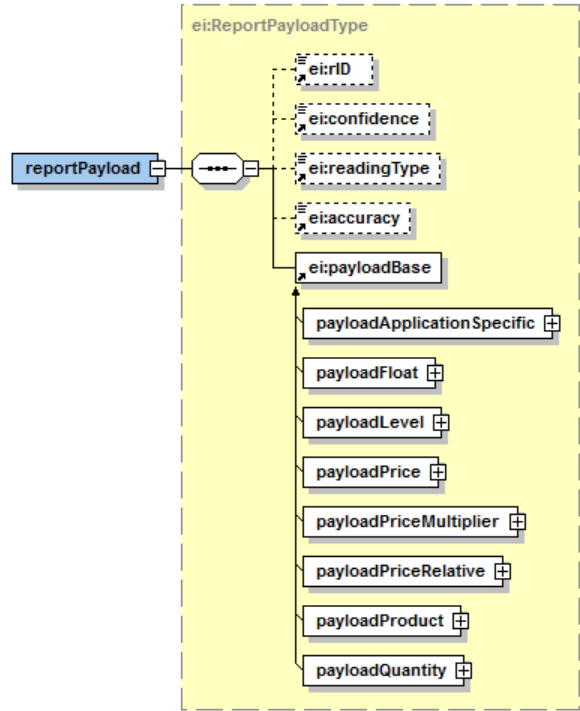 ei:ReportPayloadType
ei:rID
ei:confidence
reportPayload
ei:readingType
ei:accuracy
ei:payloadBase
payloadApplicationSpecific
payloadFloat
payloadLevel
payloadPrice
payloadPriceMultiplier
payloadPriceRelative
payloadProduct
payloadQuantity